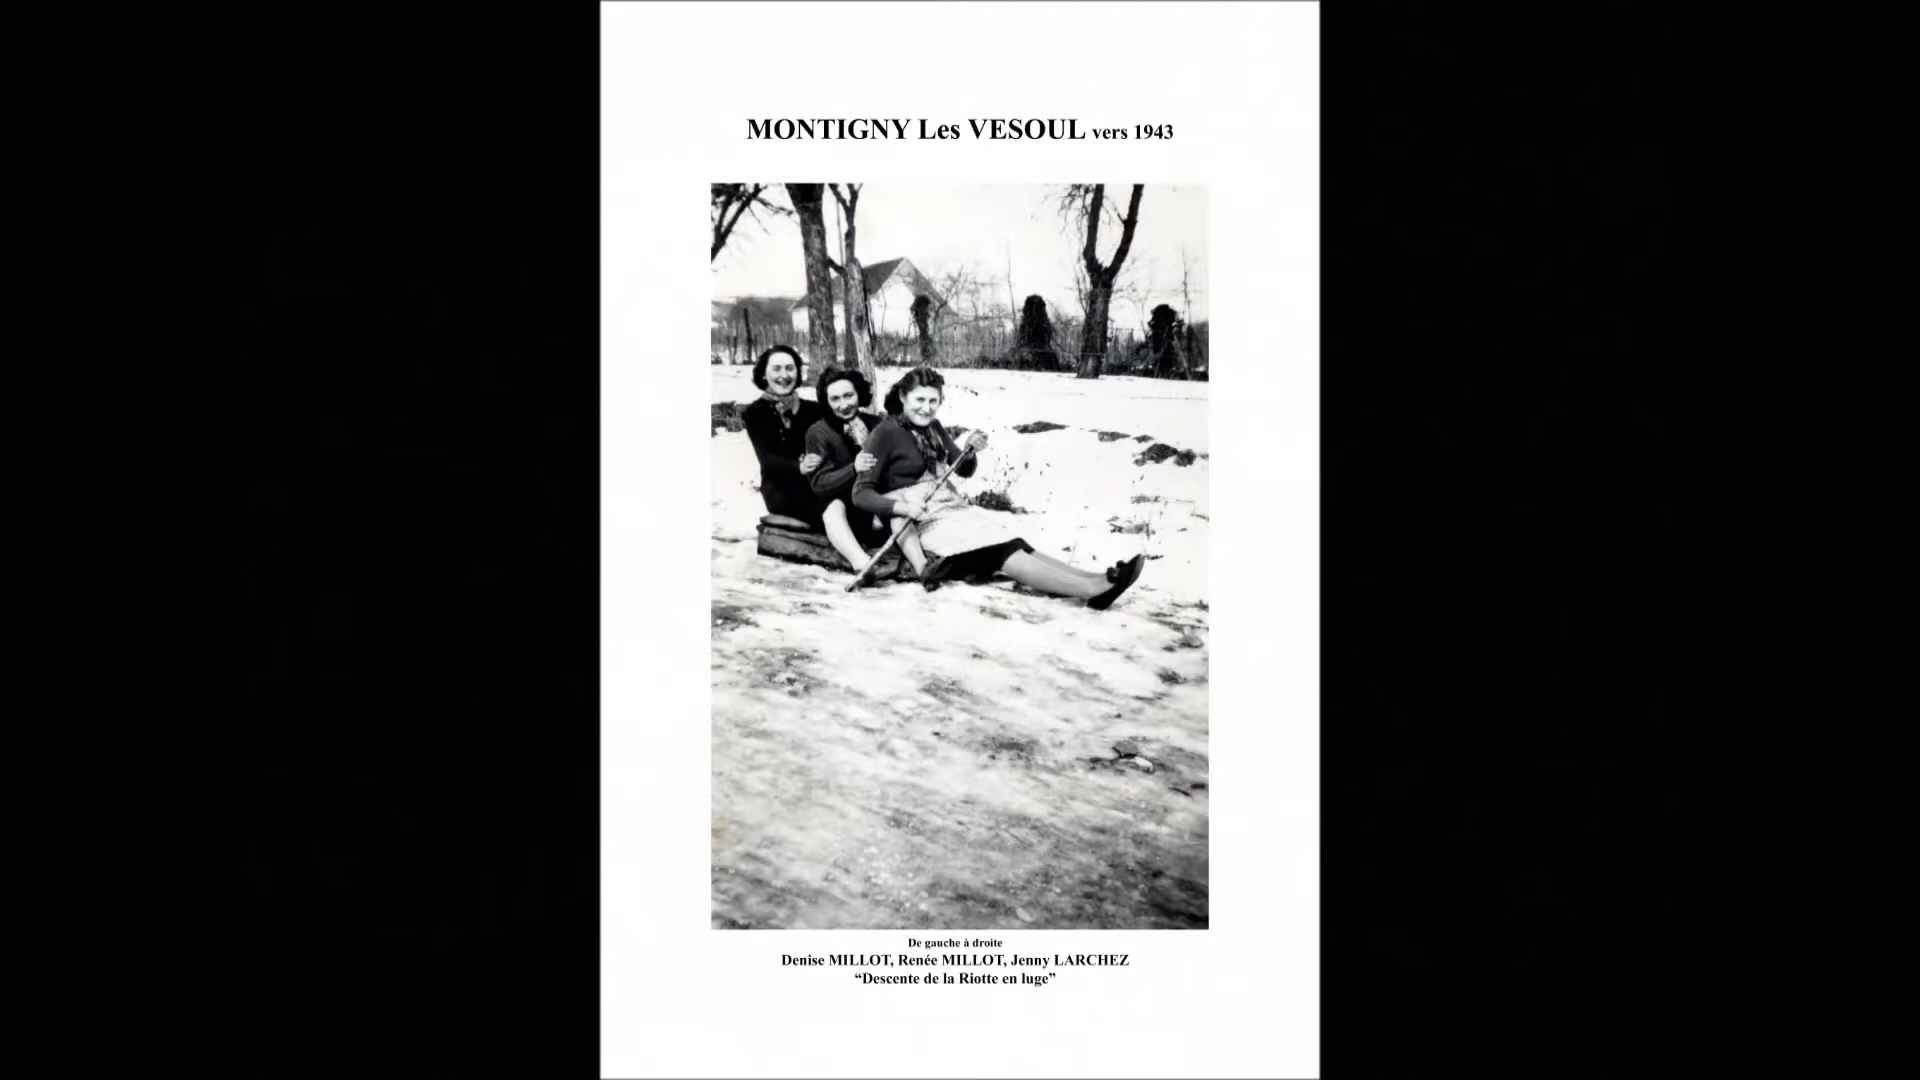 MONTIGNY Les VESOUL vers 1943
De gauche à droite
Denise MILLOT, Renée MILLOT, Jenny LARCHEZ
“Descente de la Riotte en luge”